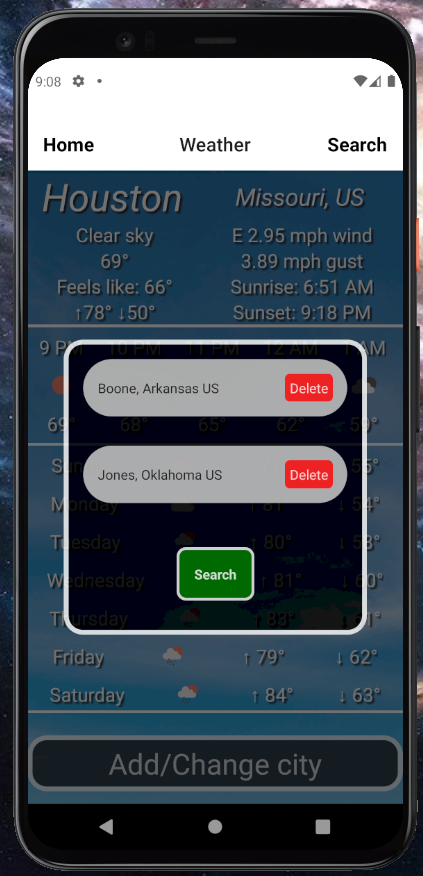 9:08
Home Weather Search
Houston Missouri, US
Clear sky E 2.95 mph wind
69° 3.89 mph gust
Feels like: 66° Sunrise: 6:51 AM
↑78° ↓50° Sunset: 9:18 PM
9 PM 10 PM 11 PM 12 AM 1 AM
Boone, Arkansas US Delete
69° 68° 65° 62° 59°
Jones, Oklahoma US Delete
↓ 55°
Monday ↑ 81° ↓ 54°
Tuesday ↑ 80° ↓ 58°
Search
Wednesday ↑ 81° ↓ 60°
Thursday ↑ 83° ↓ 61°
Friday ↑ 79° ↓ 62°
Saturday ↑ 84° ↓ 63°
Add/Change city